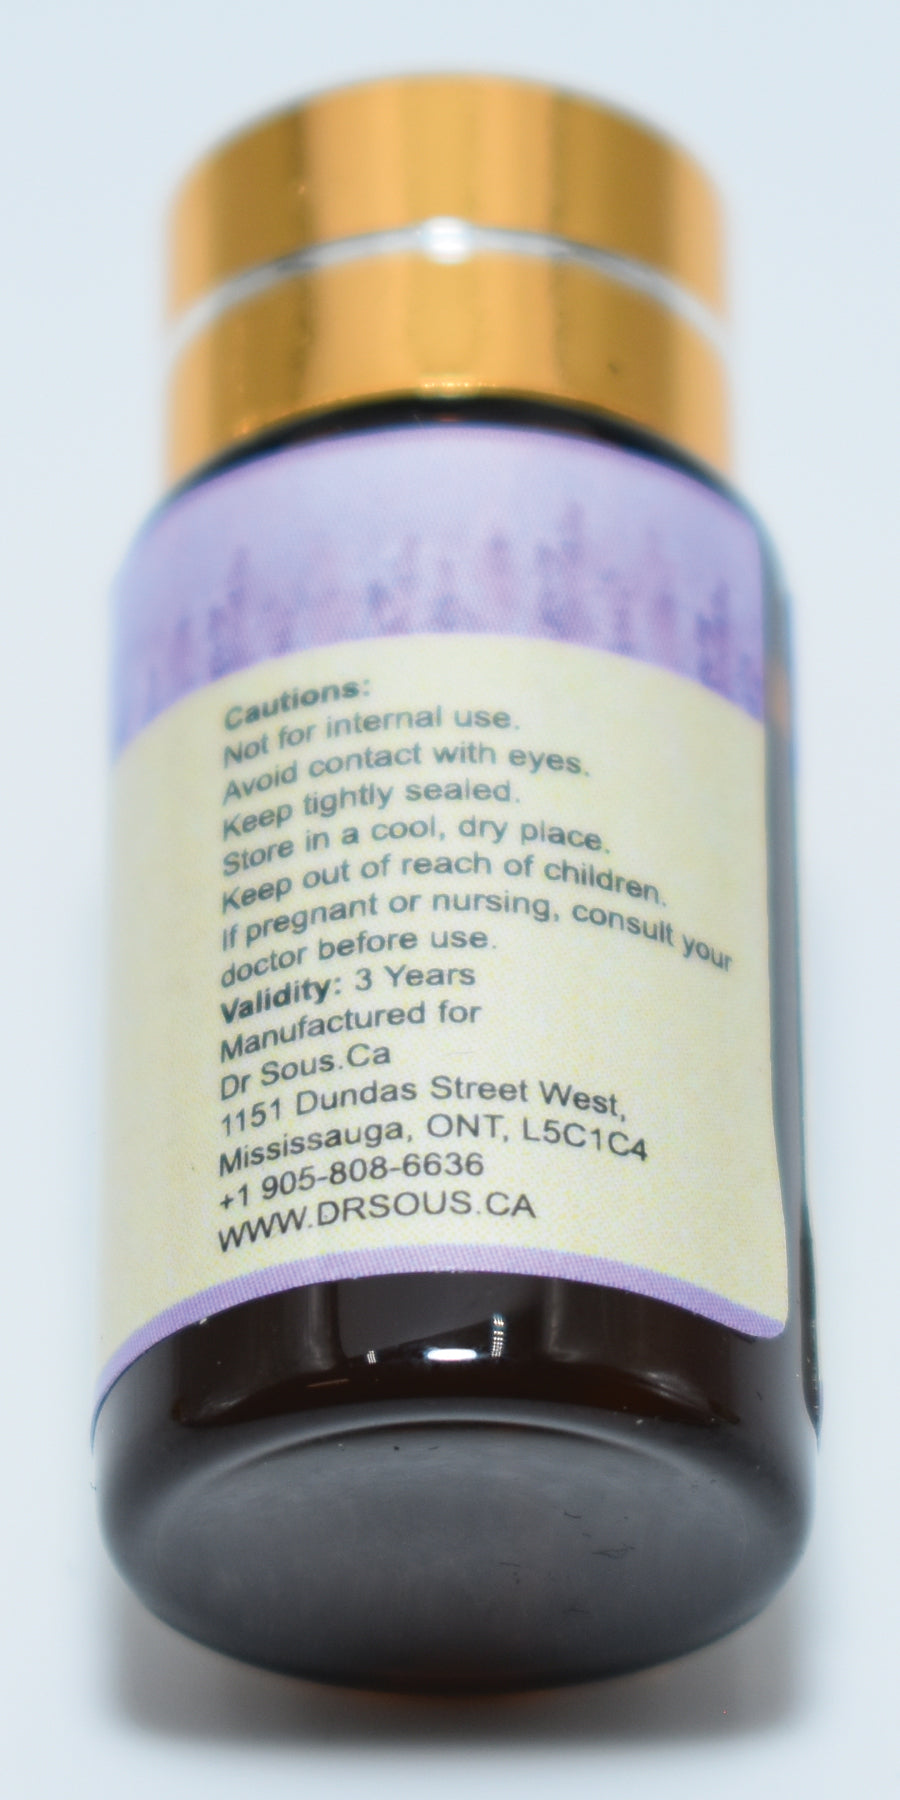 Cautions:
Not for internal use.
Avoid contact with eyes.
Keep tightly sealed.
Store in a cool, dry place.
Keep out of reach of children.
If pregnant or nursing, consult your
doctor before use.
Validity: 3 Years
Manufactured for
Dr Sous.Ca
1151 Dundas Street West,
Mississauga, ONT, L5C1C4
+1 905-808-6636
WWW.DRSOUS.CA